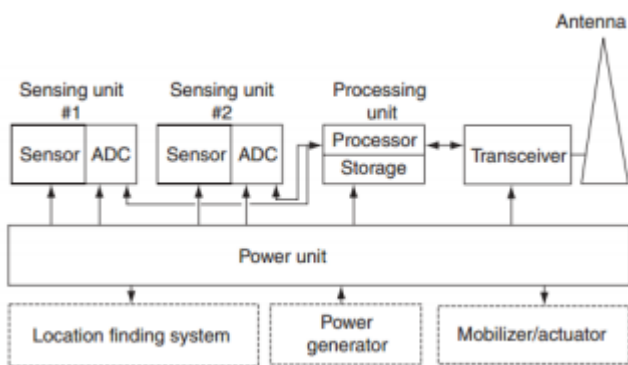 Antenna
Sensing unit
#1
Sensing unit
#2
Processing
unit
Sensor
ADC
Sensor
ADC
Processor
Storage
Transceiver
Power unit
Location finding system
Power
generator
Mobilizer/actuator